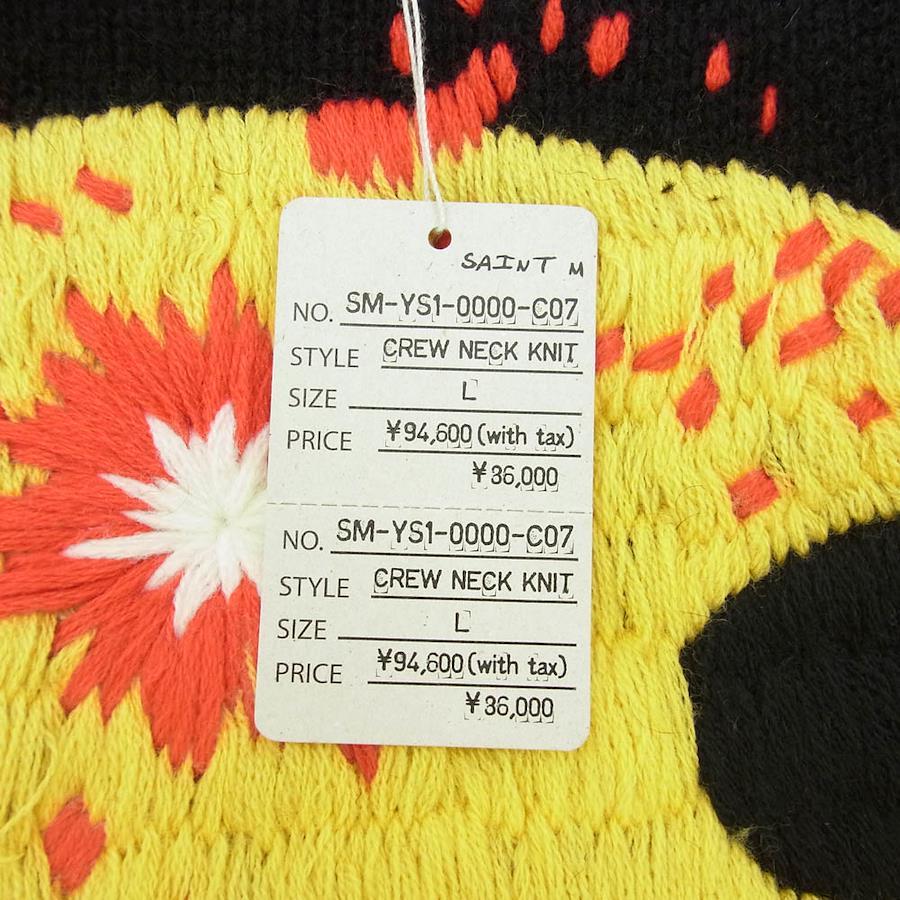 SAINT M
NO. SM-YS1-0000-C07
STYLE CREW NECK KNIT
SIZE L
PRICE ¥94,600(with tax)
¥36,000
NO. SM-YS1-0000-C07
STYLE CREW NECK KNIT
SIZE L
PRICE ¥94,600(with tax)
¥36,000